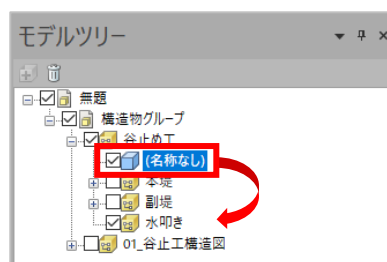 モデルツリー
無題
構造物グループ
谷止め工
(名称なし)
本堤
副堤
水叩き
01_谷止工構造図